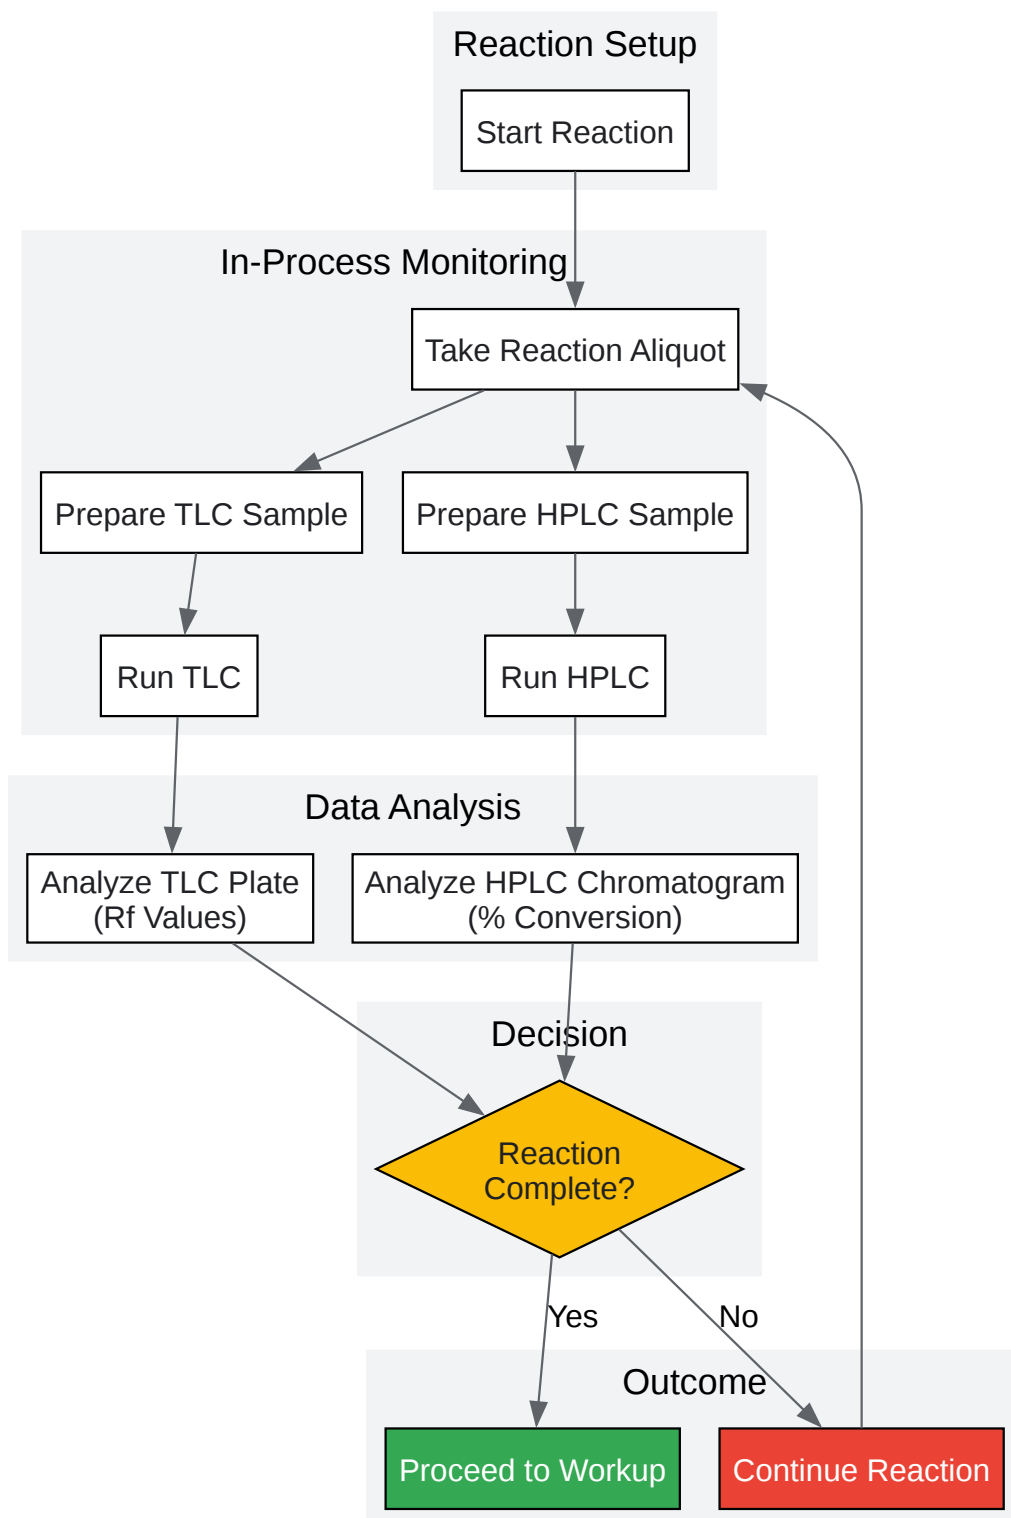 Reaction Setup
Start Reaction
In-Process Monitoring
Take Reaction Aliquot
Prepare TLC Sample
Prepare HPLC Sample
Run TLC
Run HPLC
Data Analysis
Analyze TLC Plate
(Rf Values)
Analyze HPLC Chromatogram
(% Conversion)
Decision
Reaction
Complete?
Yes
No
Outcome
Proceed to Workup
Continue Reaction